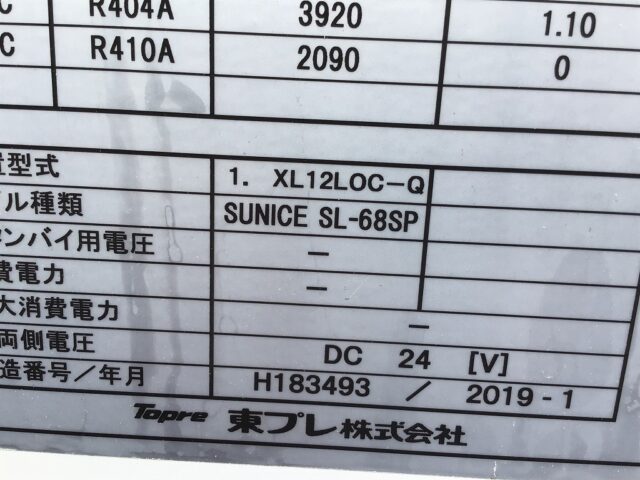 C R404A 3920 1.10
C R410A 2090 0
置型式 1. XL12LOC-Q
ル種類 SUNICE SL-68SP
ンバイ用電圧 -
費電力 -
大消費電力 -
両側電圧 DC 24 [V]
造番号/年月 H183493 / 2019-1
Topre 東プレ株式会社